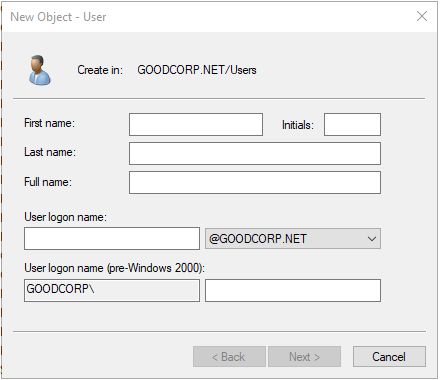 New Object - User
Create in: GOODCORP.NET/Users
First name: Initials:
Last name:
Full name:
User logon name:
@GOODCORP.NET
User logon name (pre-Windows 2000):
GOODCORP\
< Back Next > Cancel